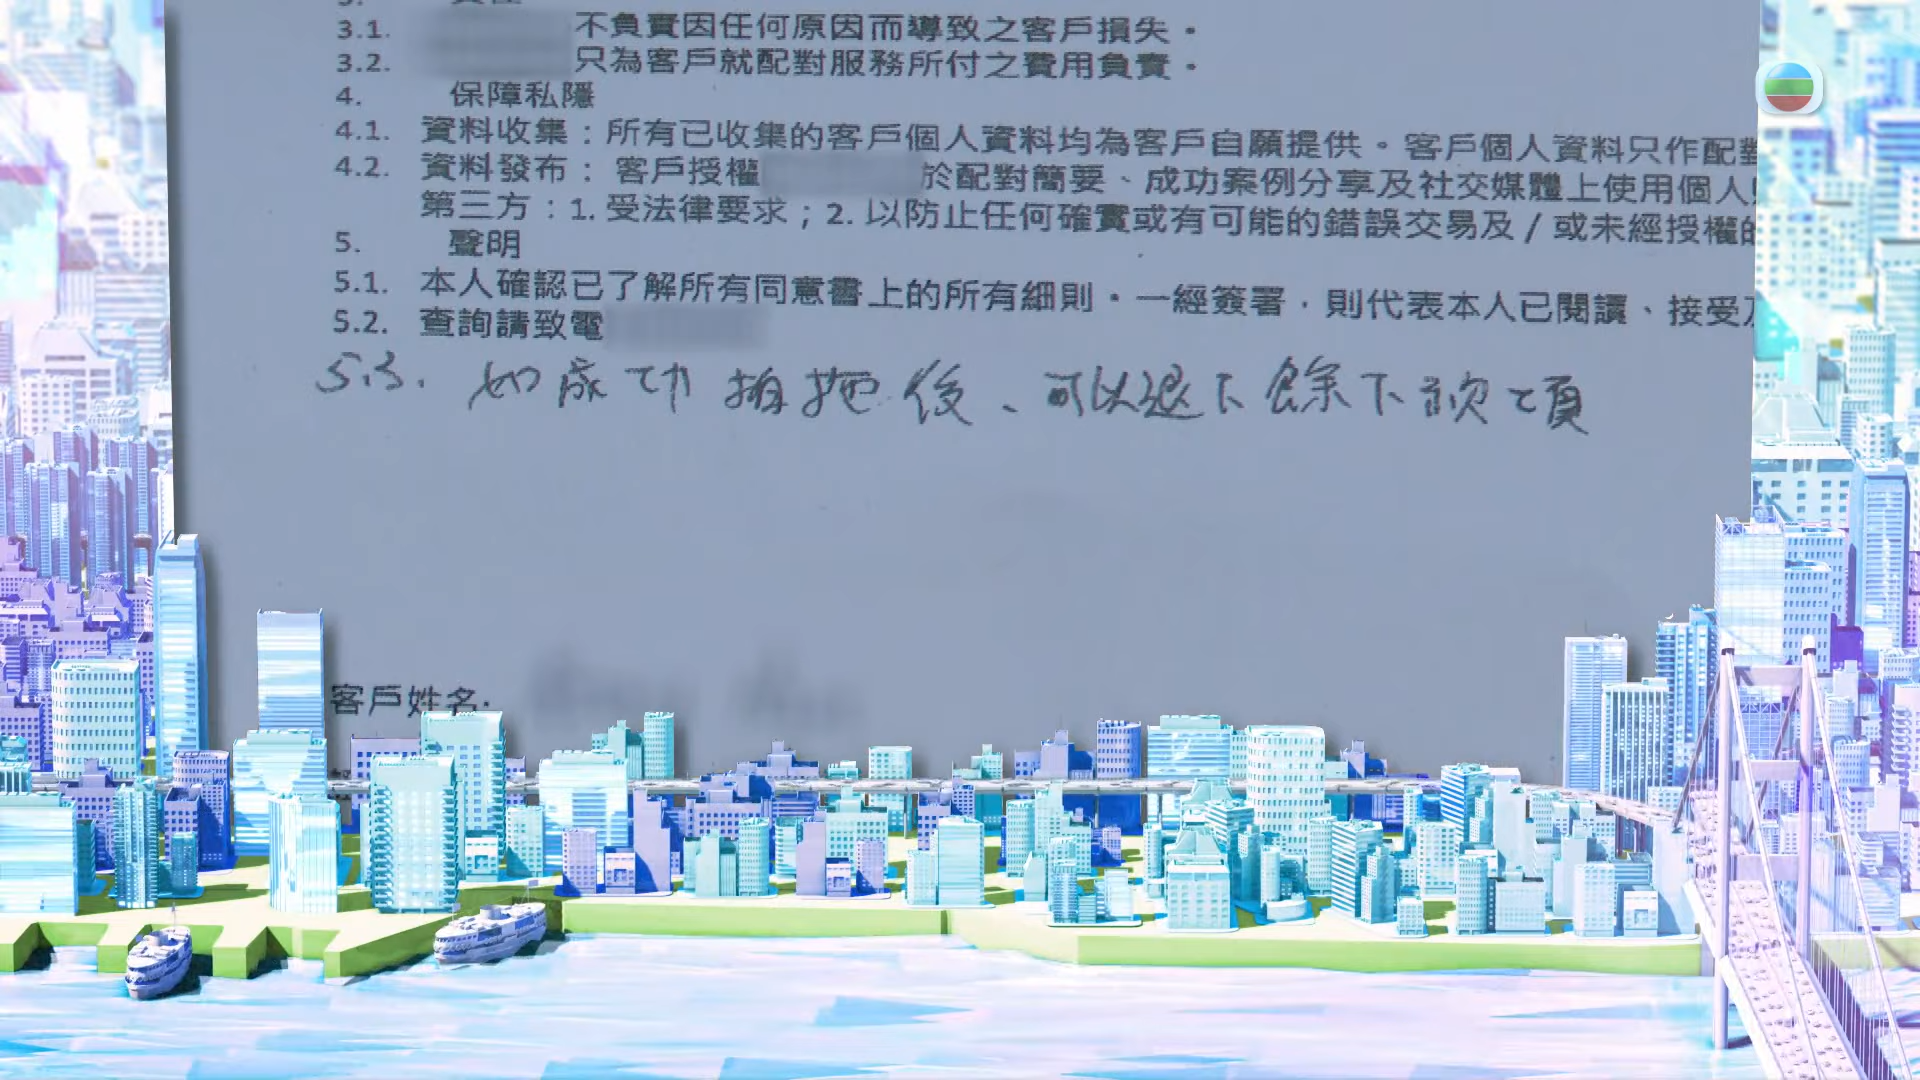 3.1. 不負責因任何原因而導致之客戶損失。
3.2. 只為客戶就配對服務所付之費用負責。
4. 保障私隱
4.1. 資料收集：所有已收集的客戶個人資料均為客戶自願提供。客戶個人資料只作配對
4.2. 資料發布： 客戶授權 於配對簡要、成功案例分享及社交媒體上使用個人
第三方：1. 受法律要求；2. 以防止任何確實或有可能的錯誤交易及 / 或未經授權的
5. 聲明
5.1. 本人確認已了解所有同意書上的所有細則。一經簽署，則代表本人已閱讀、接受及
5.2. 查詢請致電
5.3. 如成功拍拖後、可以退下餘下款項
客戶姓名: